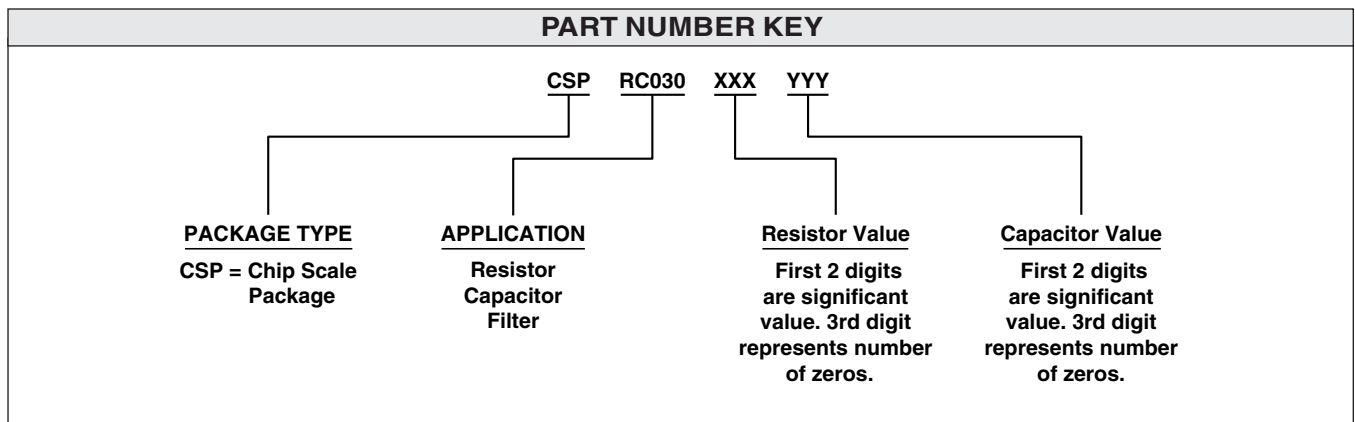 PART NUMBER KEY
CSP RC030 XXX YYY
PACKAGE TYPE
CSP = Chip Scale
Package
APPLICATION
Resistor
Capacitor
Filter
Resistor Value
First 2 digits
are significant
value. 3rd digit
represents number
of zeros.
Capacitor Value
First 2 digits
are significant
value. 3rd digit
represents number
of zeros.